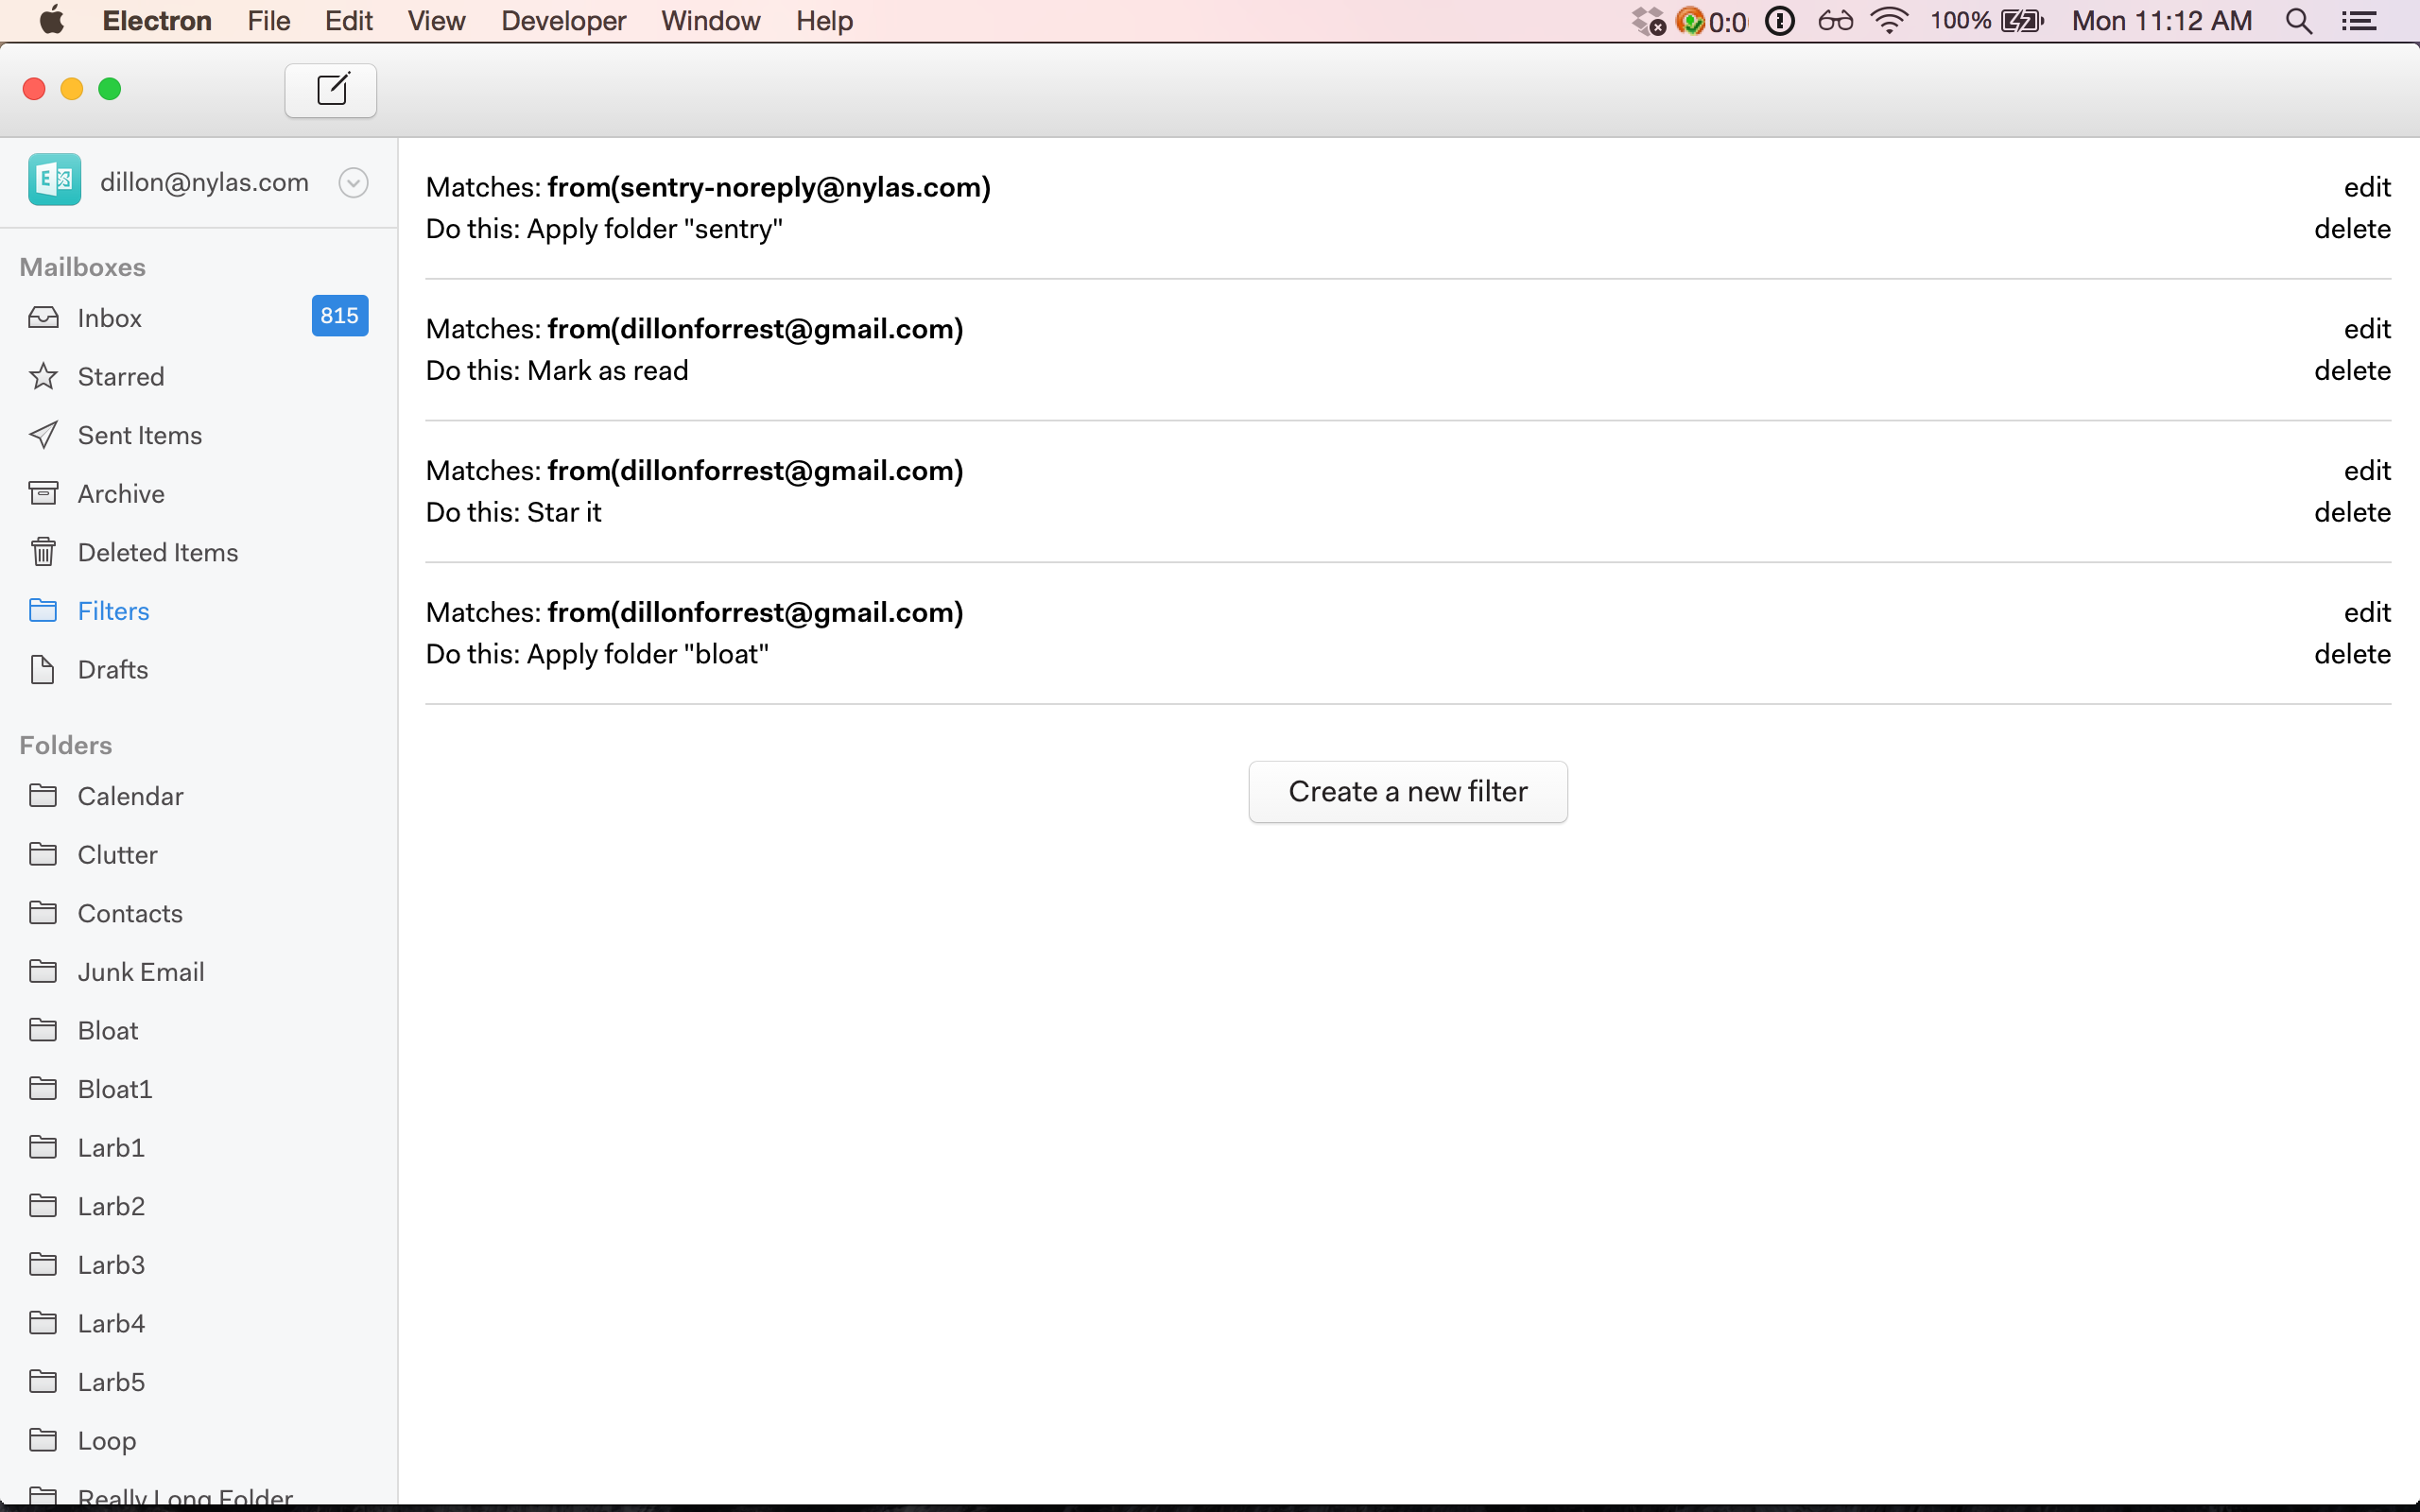 Electron File Edit View Developer Window Help 0:0 100% Mon 11:12 AM
E dillon@nylas.com
Mailboxes
Inbox 815
Starred
Sent Items
Archive
Deleted Items
Filters
Drafts
Folders
Calendar
Clutter
Contacts
Junk Email
Bloat
Bloat1
Larb1
Larb2
Larb3
Larb4
Larb5
Loop
Really Long Folder
Matches: from(sentry-noreply@nylas.com) edit
Do this: Apply folder "sentry" delete
Matches: from(dillonforrest@gmail.com) edit
Do this: Mark as read delete
Matches: from(dillonforrest@gmail.com) edit
Do this: Star it delete
Matches: from(dillonforrest@gmail.com) edit
Do this: Apply folder "bloat" delete
Create a new filter